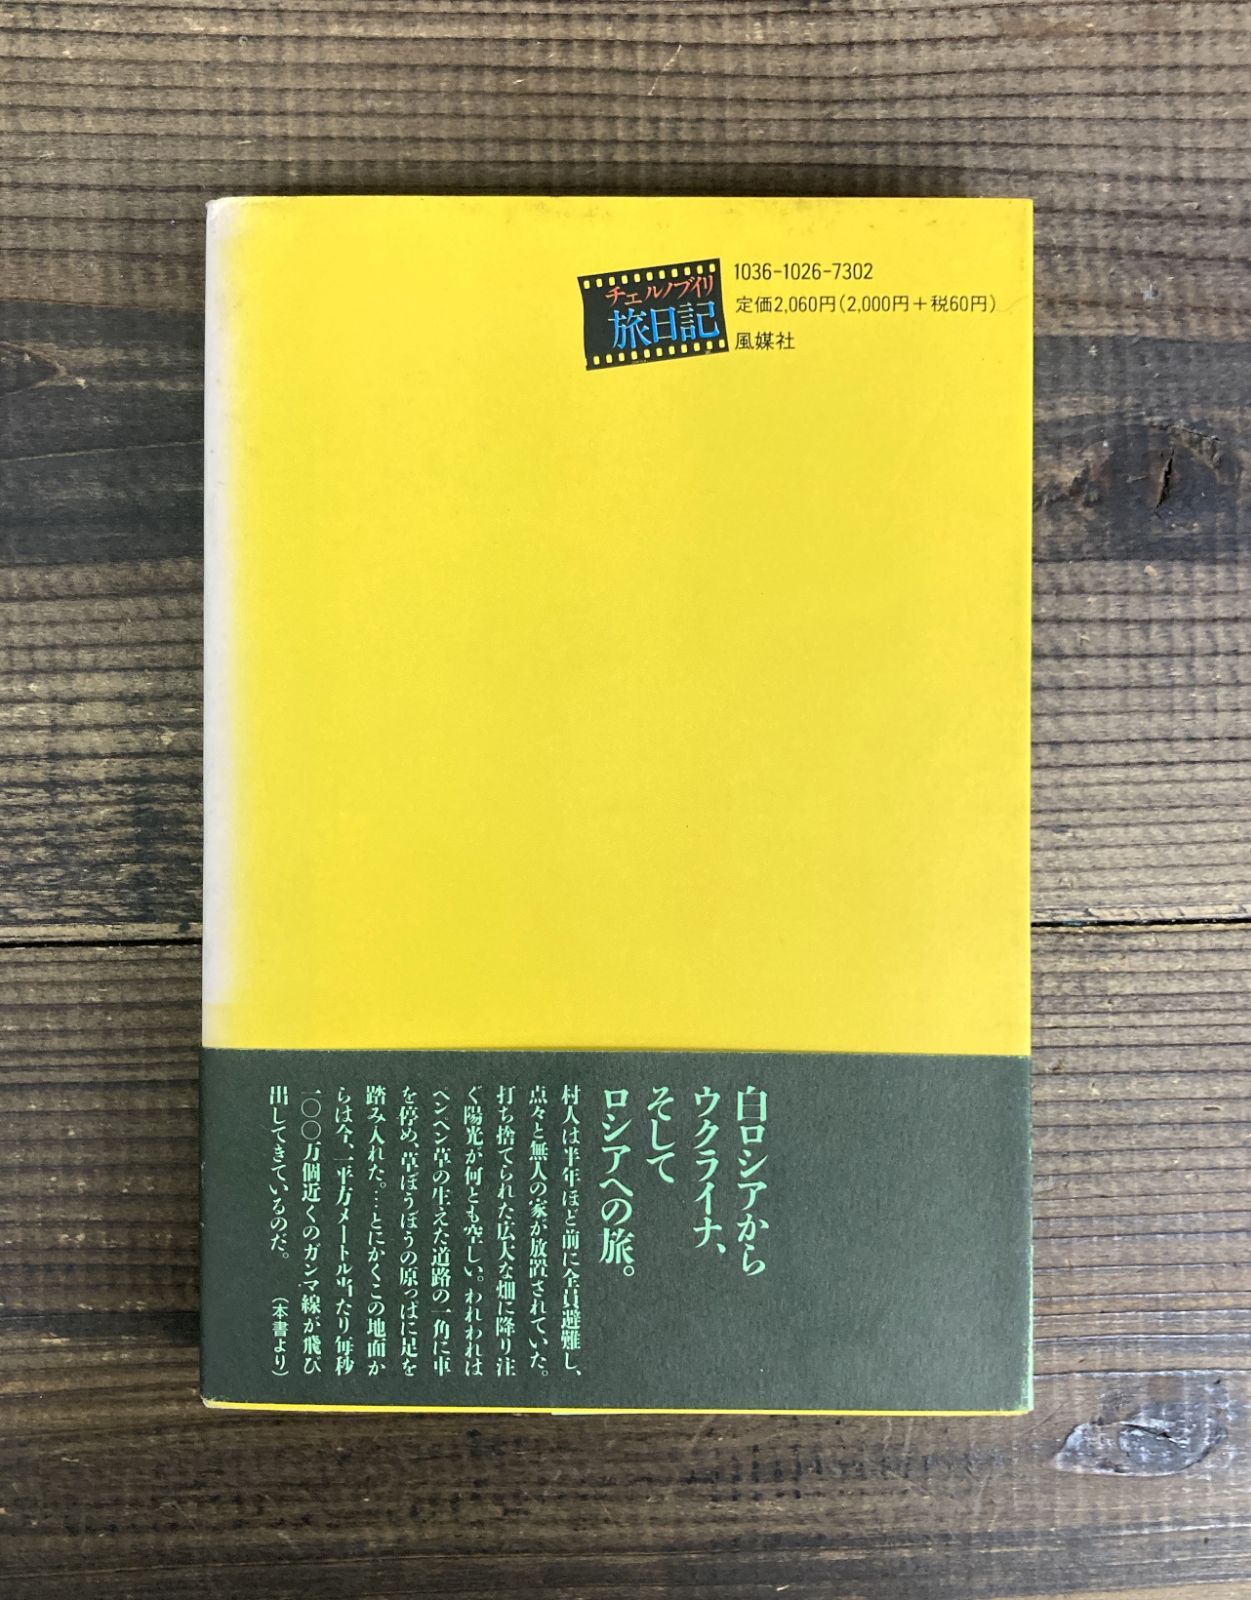 チェルノブイリ
旅日記
1036-1026-7302
定価2,060円(2,000円+税60円)
風媒社
白ロシアから
ウクライナ、
そして
ロシアへの旅。
村人は半年ほど前に全員避難し、
点々と無人の家が放置されていた。
打ち捨てられた広大な畑に降り注
ぐ陽光が何とも空しい。われわれは
ペンペン草の生えた道路の一角に車
を停め、草ぼうぼうの原っぱに足を
踏み入れた。…とにかくこの地面か
らは今、一平方メートル当たり毎秒
一〇〇万個近くのガンマ線が飛び
出してきているのだ。 (本書より)